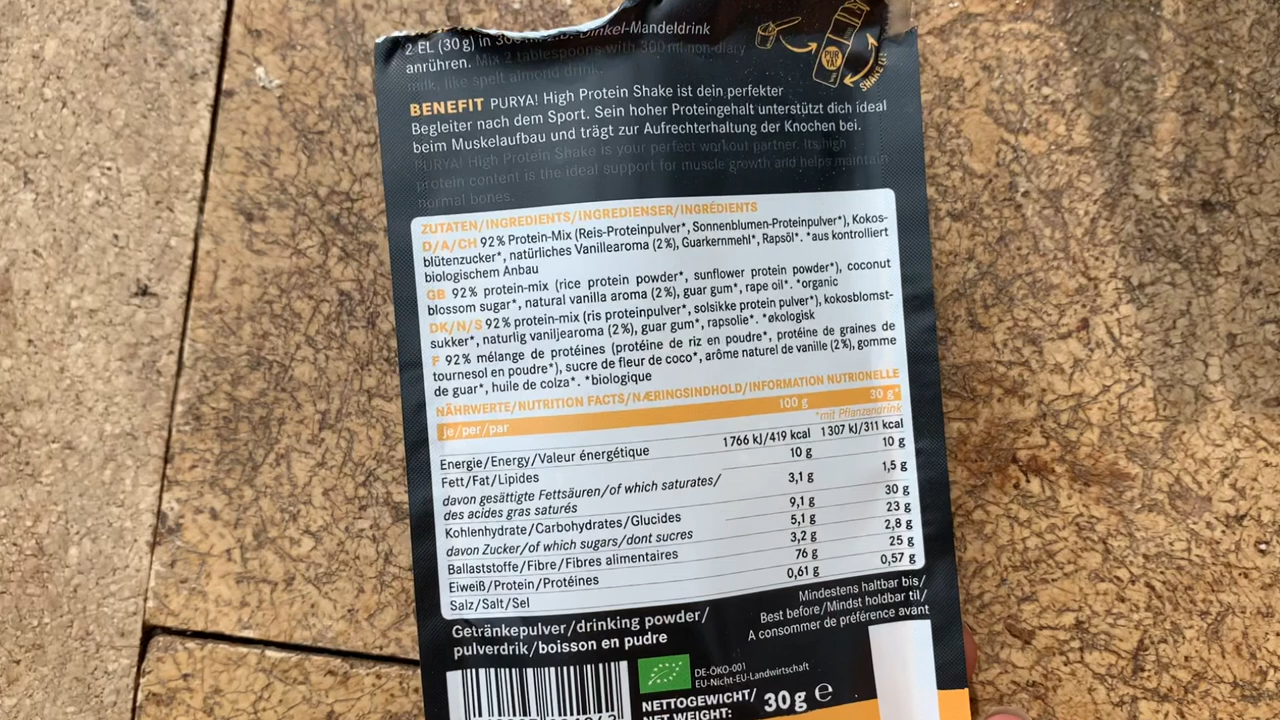 2 EL (30 g) in 300 ml z.B. Dinkel-Mandeldrink
anrühren. Mix 2 tablespoons with 300 ml non-diary
milk, like spelt almond drink.
PUR YA!
SHAKE IT!
BENEFIT PURYA! High Protein Shake ist dein perfekter
Begleiter nach dem Sport. Sein hoher Proteingehalt unterstützt dich ideal
beim Muskelaufbau und trägt zur Aufrechterhaltung der Knochen bei.
PURYA! High Protein Shake is your perfect workout partner. Its high
protein content is the ideal support for muscle growth and helps maintain
normal bones.
ZUTATEN/INGREDIENTS/INGREDIENSER/INGRÉDIENTS
D/A/CH 92% Protein-Mix (Reis-Proteinpulver*, Sonnenblumen-Proteinpulver*), Kokos-
blütenzucker*, natürliches Vanillearoma (2%), Guarkernmehl*, Rapsöl*. *aus kontrolliert
biologischem Anbau
GB 92% protein-mix (rice protein powder*, sunflower protein powder*), coconut
blossom sugar*, natural vanilla aroma (2%), guar gum*, rape oil*. *organic
DK/N/S 92% protein-mix (ris proteinpulver*, solsikke protein pulver*), kokosblomst-
sukker*, naturlig vaniljearoma (2%), guar gum*, rapsolie*. *økologisk
F 92% mélange de protéines (protéine de riz en poudre*, protéine de graines de
tournesol en poudre*), sucre de fleur de coco*, arôme naturel de vanille (2%), gomme
de guar*, huile de colza*. *biologique
NÄHRWERTE/NUTRITION FACTS/NÆRINGSINDHOLD/INFORMATION NUTRIONELLE
je/per/par 100 g 30 g*
*mit Pflanzendrink
Energie/Energy/Valeur énergétique 1766 kJ/419 kcal 1307 kJ/311 kcal
Fett/Fat/Lipides 10 g 10 g
davon gesättigte Fettsäuren/of which saturates/
des acides gras saturés 3,1 g 1,5 g
Kohlenhydrate/Carbohydrates/Glucides 9,1 g 30 g
davon Zucker/of which sugars/dont sucres 5,1 g 23 g
Ballaststoffe/Fibre/Fibres alimentaires 3,2 g 2,8 g
Eiweiß/Protein/Protéines 76 g 25 g
Salz/Salt/Sel 0,61 g 0,57 g
Getränkepulver/drinking powder/
pulverdrik/boisson en pudre
Mindestens haltbar bis/
Best before/Mindst holdbar til/
A consommer de préférence avant
DE-ÖKO-001
EU-Nicht-EU-Landwirtschaft
NETTOGEWICHT/
NET WEIGHT: 30 g e